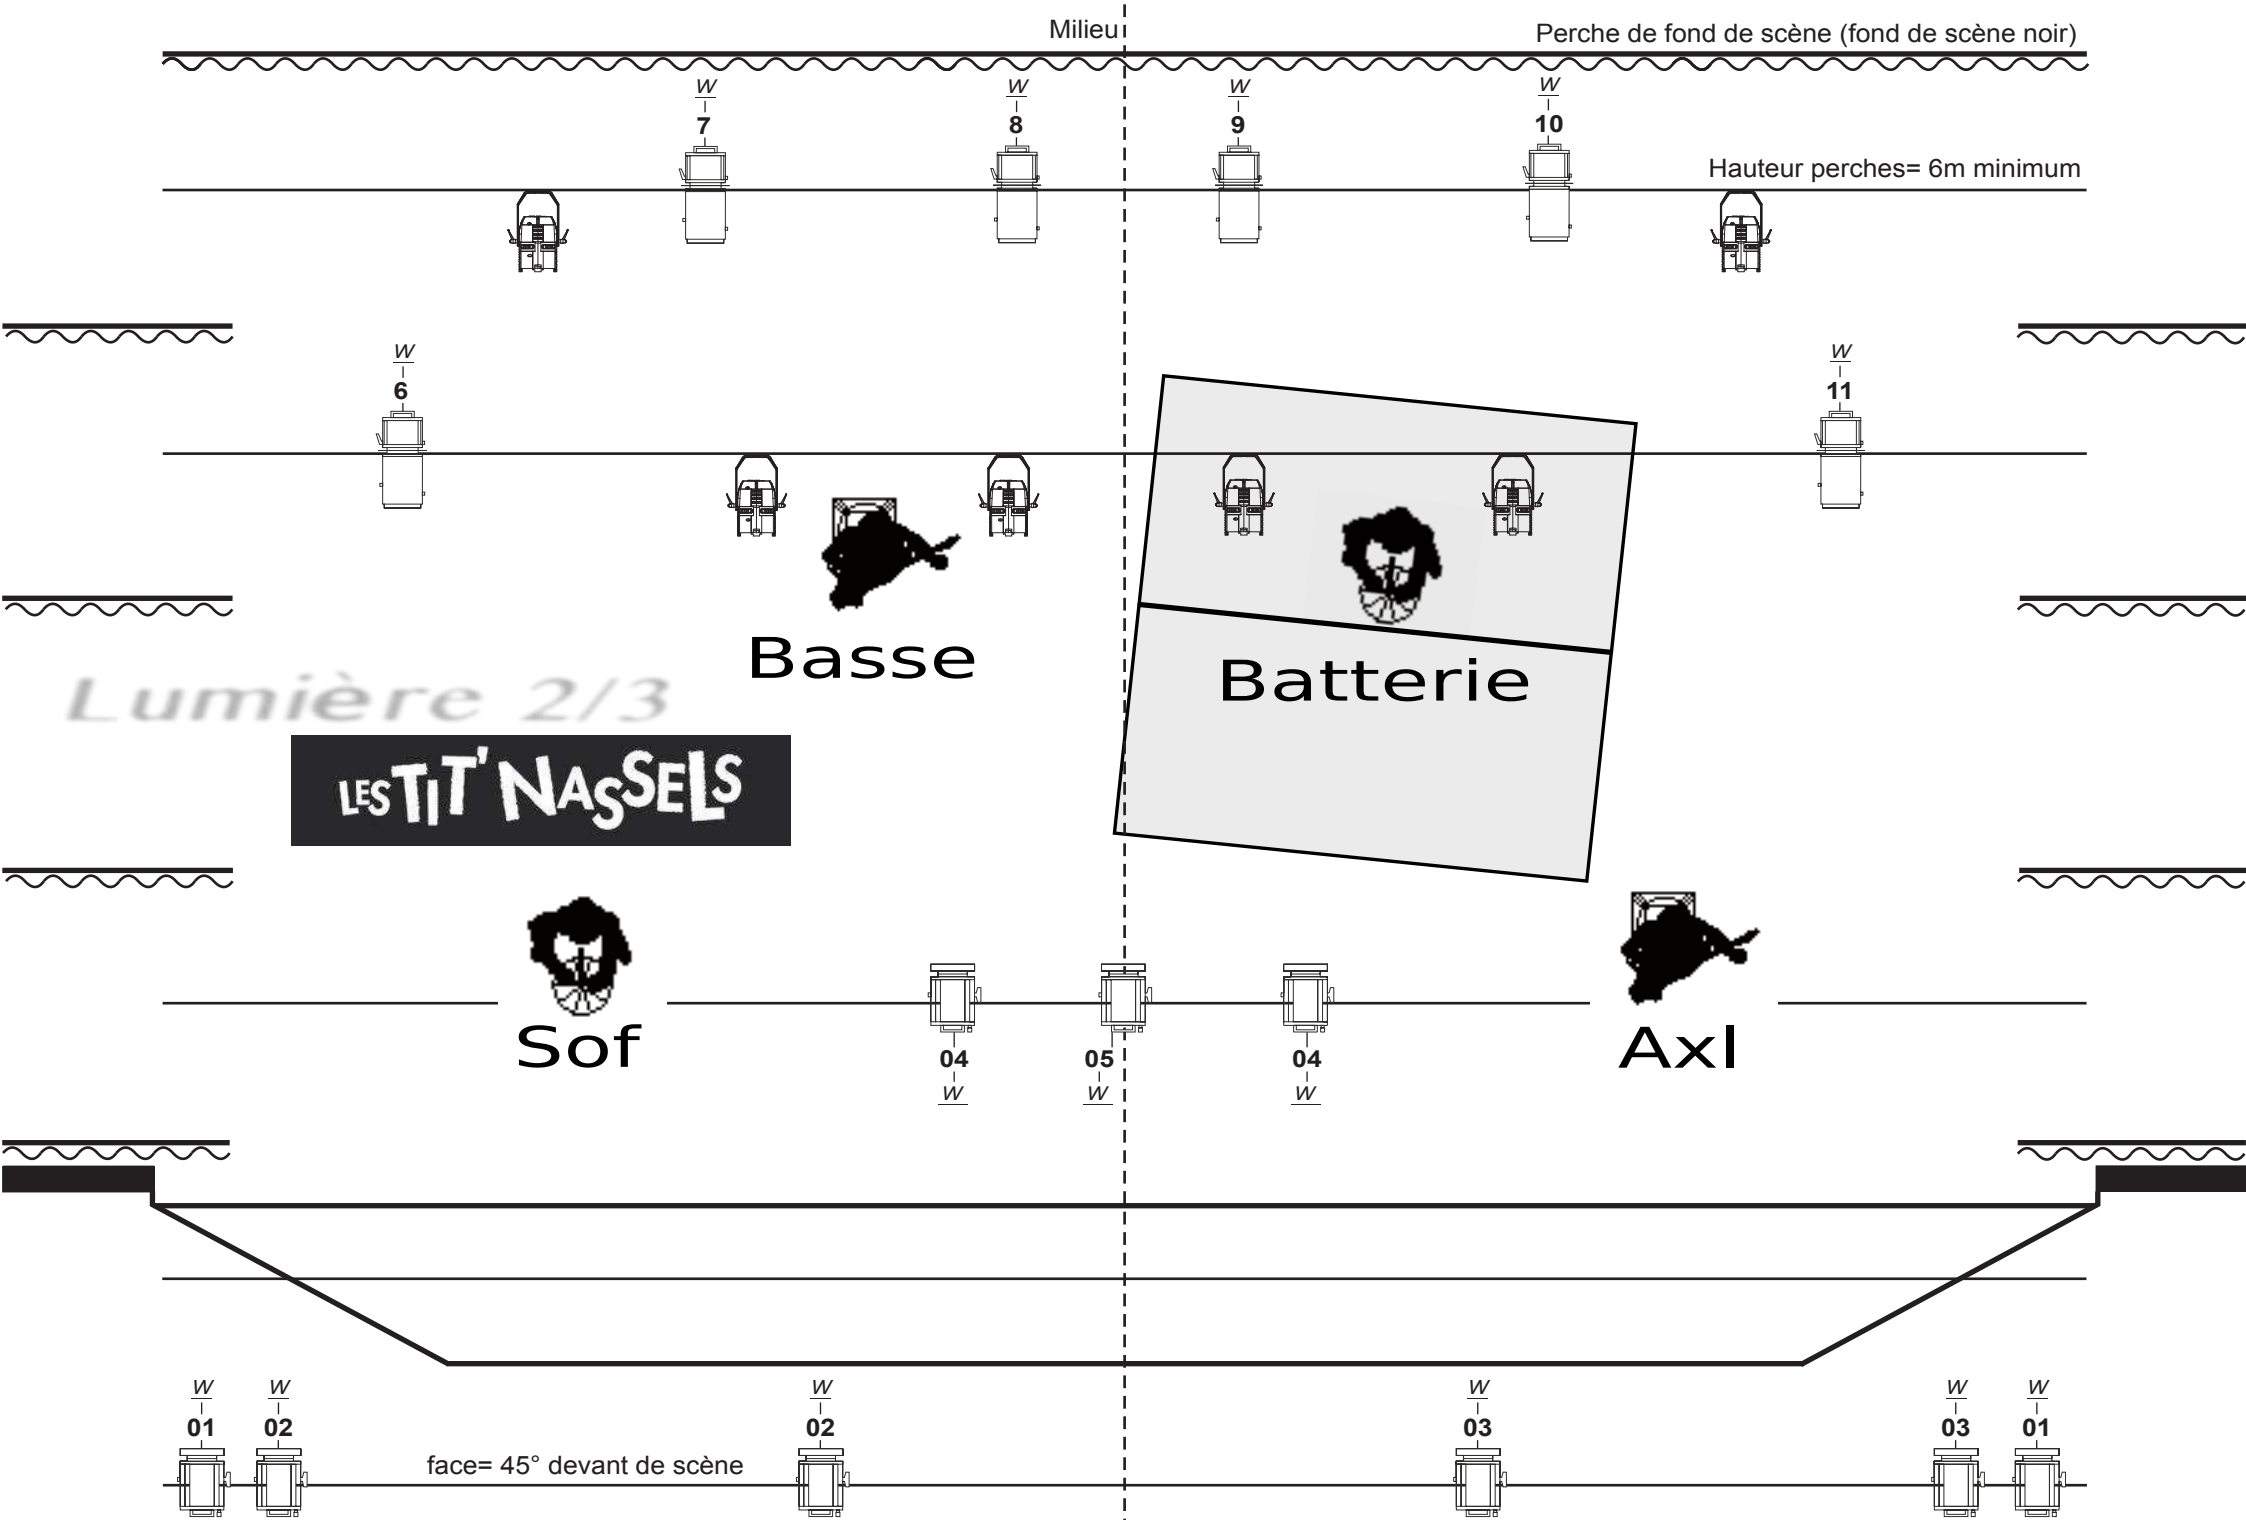 Milieu
Perche de fond de scène (fond de scène noir)
W W W W
7 8 9 10
Hauteur perches= 6m minimum
W W
6 11
Basse
Batterie
Lumière 2/3
LES TIT' NASSELS
Sof
Axl
04 05 04
W W W
W W W W W W
01 02 02 03 03 01
face= 45° devant de scène